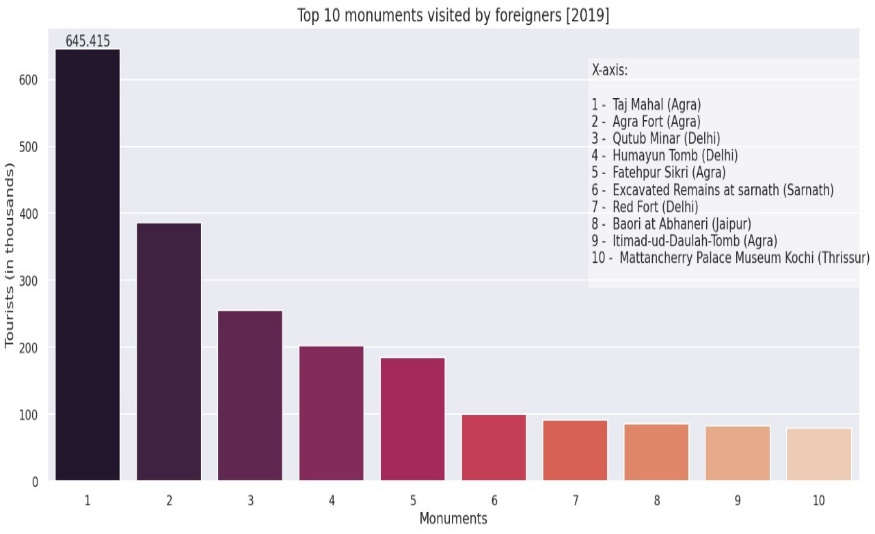 Top 10 monuments visited by foreigners [2019]
645.415
X-axis:
1 - Taj Mahal (Agra)
2 - Agra Fort (Agra)
3 - Qutub Minar (Delhi)
4 - Humayun Tomb (Delhi)
5 - Fatehpur Sikri (Agra)
6 - Excavated Remains at sarnath (Sarnath)
7 - Red Fort (Delhi)
8 - Baori at Abhaneri (Jaipur)
9 - Itimad-ud-Daulah-Tomb (Agra)
10 - Mattancherry Palace Museum Kochi (Thrissur)
Tourists (in thousands)
600
500
400
300
200
100
0
1 2 3 4 5 6 7 8 9 10
Monuments